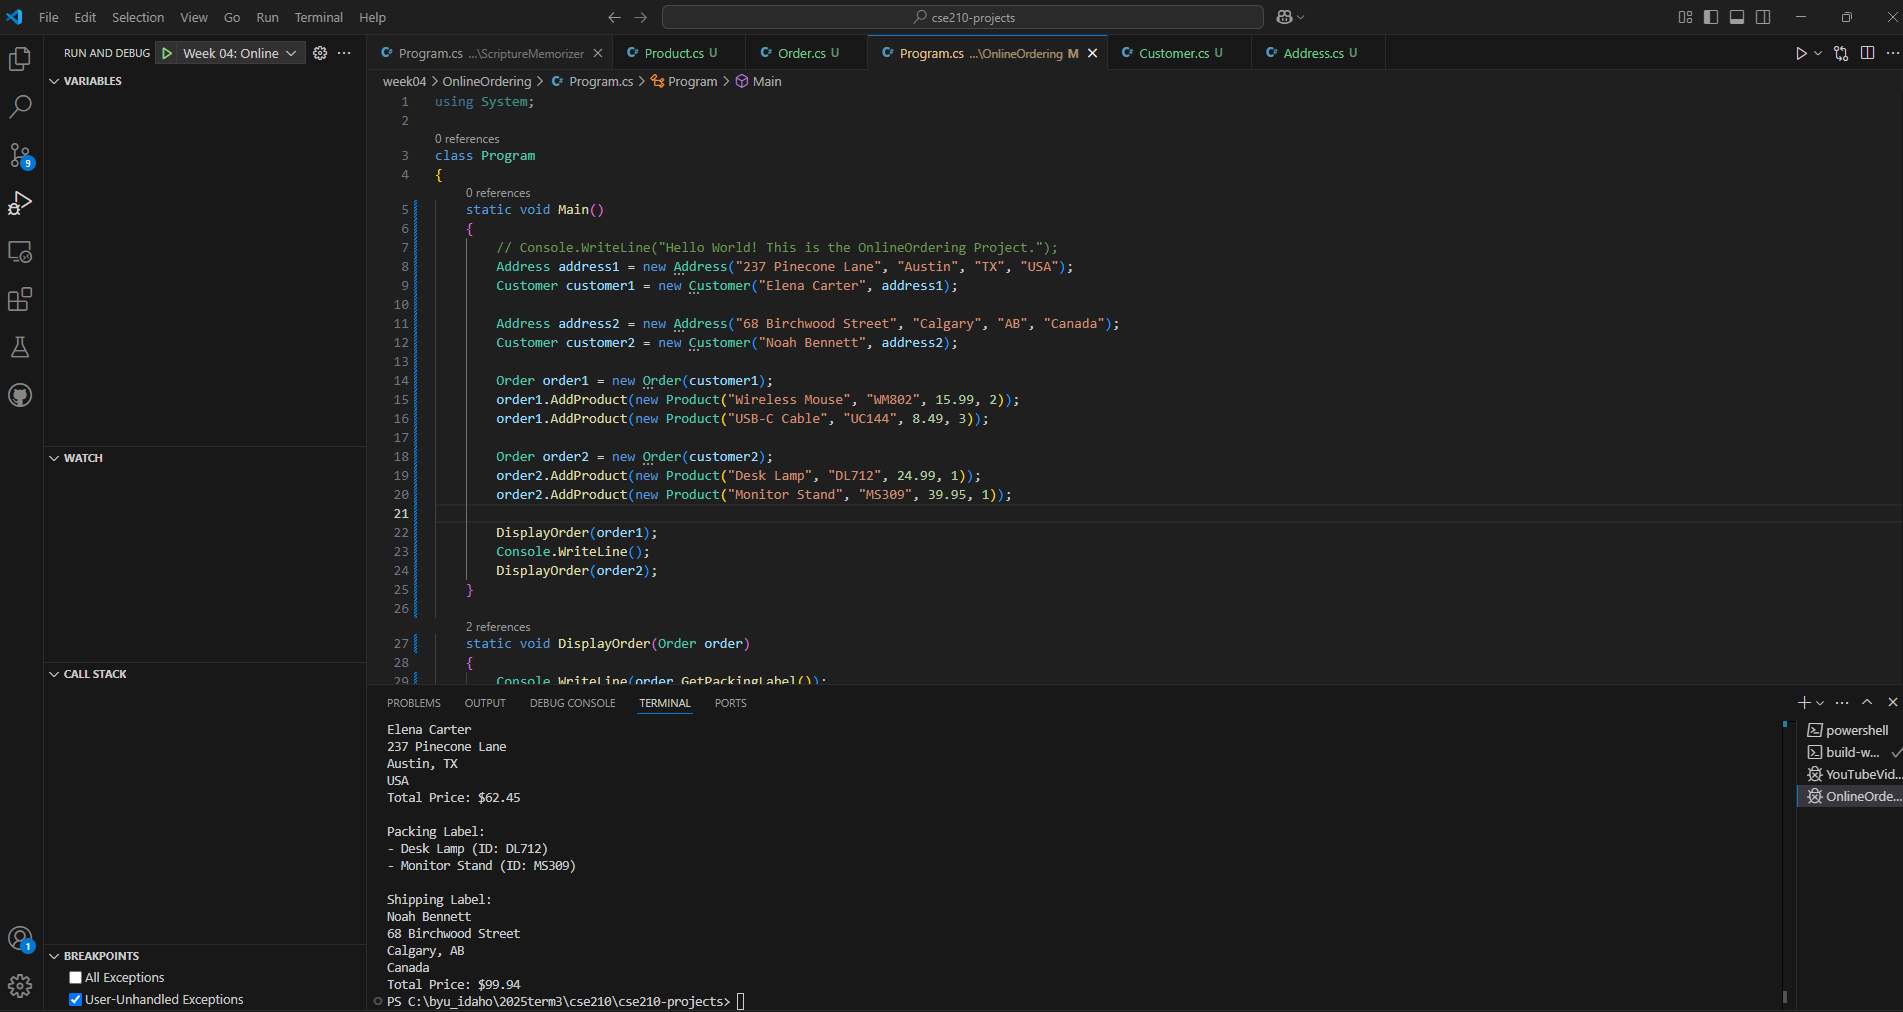 File Edit Selection View Go Run Terminal Help
cse210-projects
RUN AND DEBUG Week 04: Online
Program.cs ...\ScriptureMemorizer Product.cs U Order.cs U Program.cs ...\OnlineOrdering M Customer.cs U Address.cs U
VARIABLES
week04 > OnlineOrdering > Program.cs > Program > Main
1 using System;
2
0 references
3 class Program
4 {
0 references
5 static void Main()
6 {
7 // Console.WriteLine("Hello World! This is the OnlineOrdering Project.");
8 Address address1 = new Address("237 Pinecone Lane", "Austin", "TX", "USA");
9 Customer customer1 = new Customer("Elena Carter", address1);
10
11 Address address2 = new Address("68 Birchwood Street", "Calgary", "AB", "Canada");
12 Customer customer2 = new Customer("Noah Bennett", address2);
13
14 Order order1 = new Order(customer1);
15 order1.AddProduct(new Product("Wireless Mouse", "WM802", 15.99, 2));
16 order1.AddProduct(new Product("USB-C Cable", "UC144", 8.49, 3));
17
18 Order order2 = new Order(customer2);
19 order2.AddProduct(new Product("Desk Lamp", "DL712", 24.99, 1));
20 order2.AddProduct(new Product("Monitor Stand", "MS309", 39.95, 1));
21
22 DisplayOrder(order1);
23 Console.WriteLine();
24 DisplayOrder(order2);
25 }
26
2 references
27 static void DisplayOrder(Order order)
28 {
29 Console.WriteLine(order.GetPackingLabel());
WATCH
CALL STACK
BREAKPOINTS
All Exceptions
User-Unhandled Exceptions
9
1
PROBLEMS OUTPUT DEBUG CONSOLE TERMINAL PORTS
Elena Carter
237 Pinecone Lane
Austin, TX
USA
Total Price: $62.45
Packing Label:
- Desk Lamp (ID: DL712)
- Monitor Stand (ID: MS309)
Shipping Label:
Noah Bennett
68 Birchwood Street
Calgary, AB
Canada
Total Price: $99.94
PS C:\byu_idaho\2025term3\cse210\cse210-projects>
powershell
build-w...
YouTubeVid...
OnlineOrde...